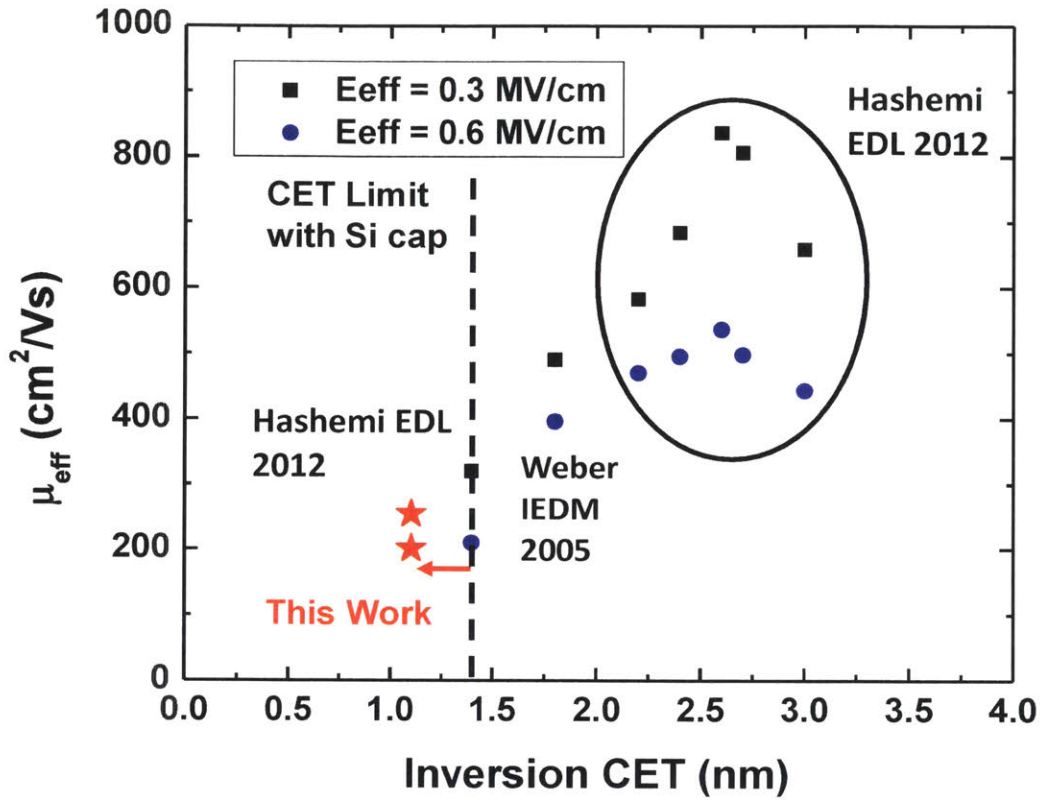 1000
800
600
400
200
0
μeff (cm2/Vs)
Eeff = 0.3 MV/cm
Eeff = 0.6 MV/cm
CET Limit
with Si cap
Hashemi
EDL 2012
Hashemi EDL
2012
Weber
IEDM
2005
This Work
0.0 0.5 1.0 1.5 2.0 2.5 3.0 3.5 4.0
Inversion CET (nm)